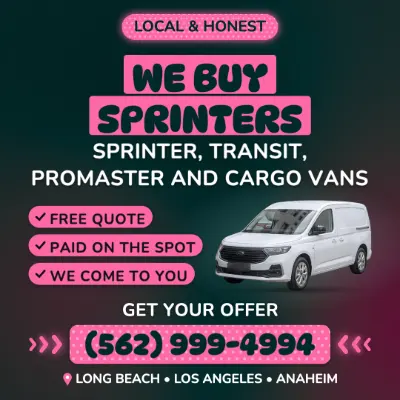 LOCAL & HONEST
WE BUY
SPRINTERS
SPRINTER, TRANSIT,
PROMASTER AND CARGO VANS
FREE QUOTE
PAID ON THE SPOT
WE COME TO YOU
GET YOUR OFFER
(562) 999-4994
LONG BEACH • LOS ANGELES • ANAHEIM